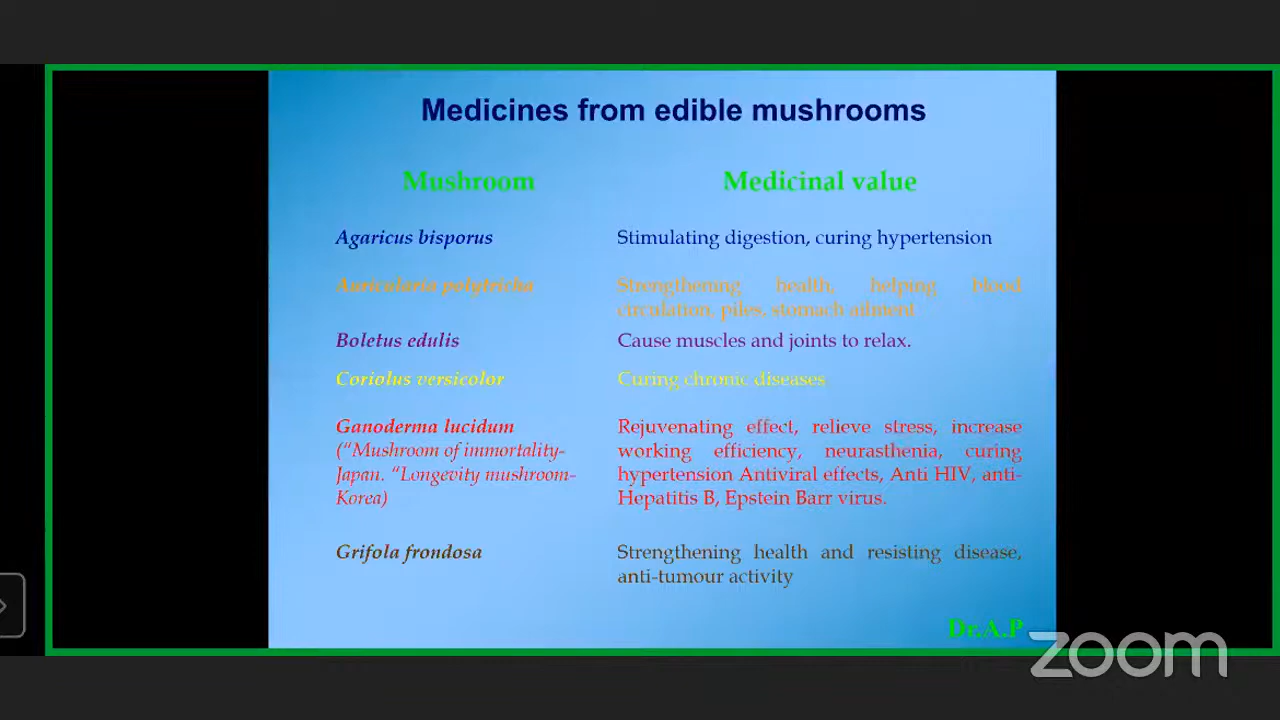 Medicines from edible mushrooms
Mushroom Medicinal value
Agaricus bisporus Stimulating digestion, curing hypertension
Auricularia polytricha Strengthening health, helping blood
circulation, piles, stomach ailment
Boletus edulis Cause muscles and joints to relax.
Coriolus versicolor Curing chronic diseases
Ganoderma lucidum Rejuvenating effect, relieve stress, increase
(“Mushroom of immortality- working efficiency, neurasthenia, curing
Japan. “Longevity mushroom- hypertension Antiviral effects, Anti HIV, anti-
Korea) Hepatitis B, Epstein Barr virus.
Grifola frondosa Strengthening health and resisting disease,
anti-tumour activity
Dr.A.P
zoom